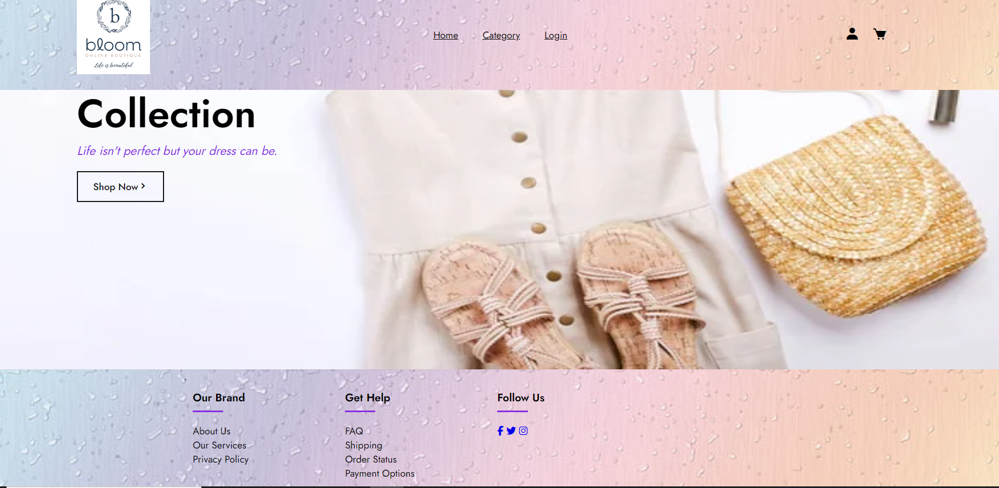 b
bloom
ONLINE BOUTIQUE
Life is beautiful
Home Category Login
Collection
Life isn't perfect but your dress can be.
Shop Now
Our Brand
About Us
Our Services
Privacy Policy
Get Help
FAQ
Shipping
Order Status
Payment Options
Follow Us